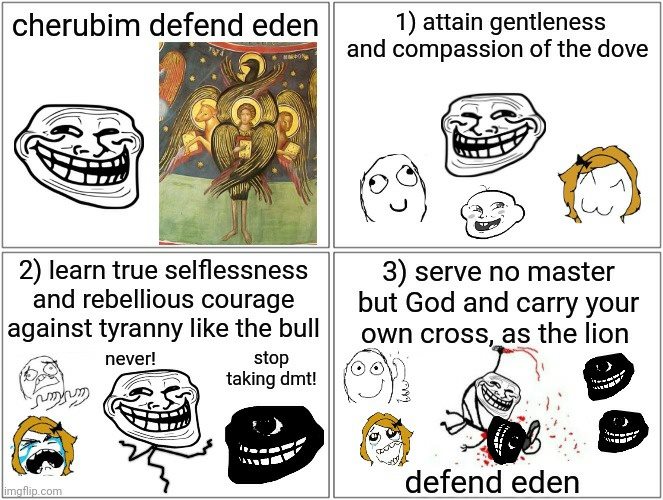 cherubim defend eden
1) attain gentleness
and compassion of the dove
2) learn true selflessness
and rebellious courage
against tyranny like the bull
never!
stop
taking dmt!
3) serve no master
but God and carry your
own cross, as the lion
defend eden
imgflip.com